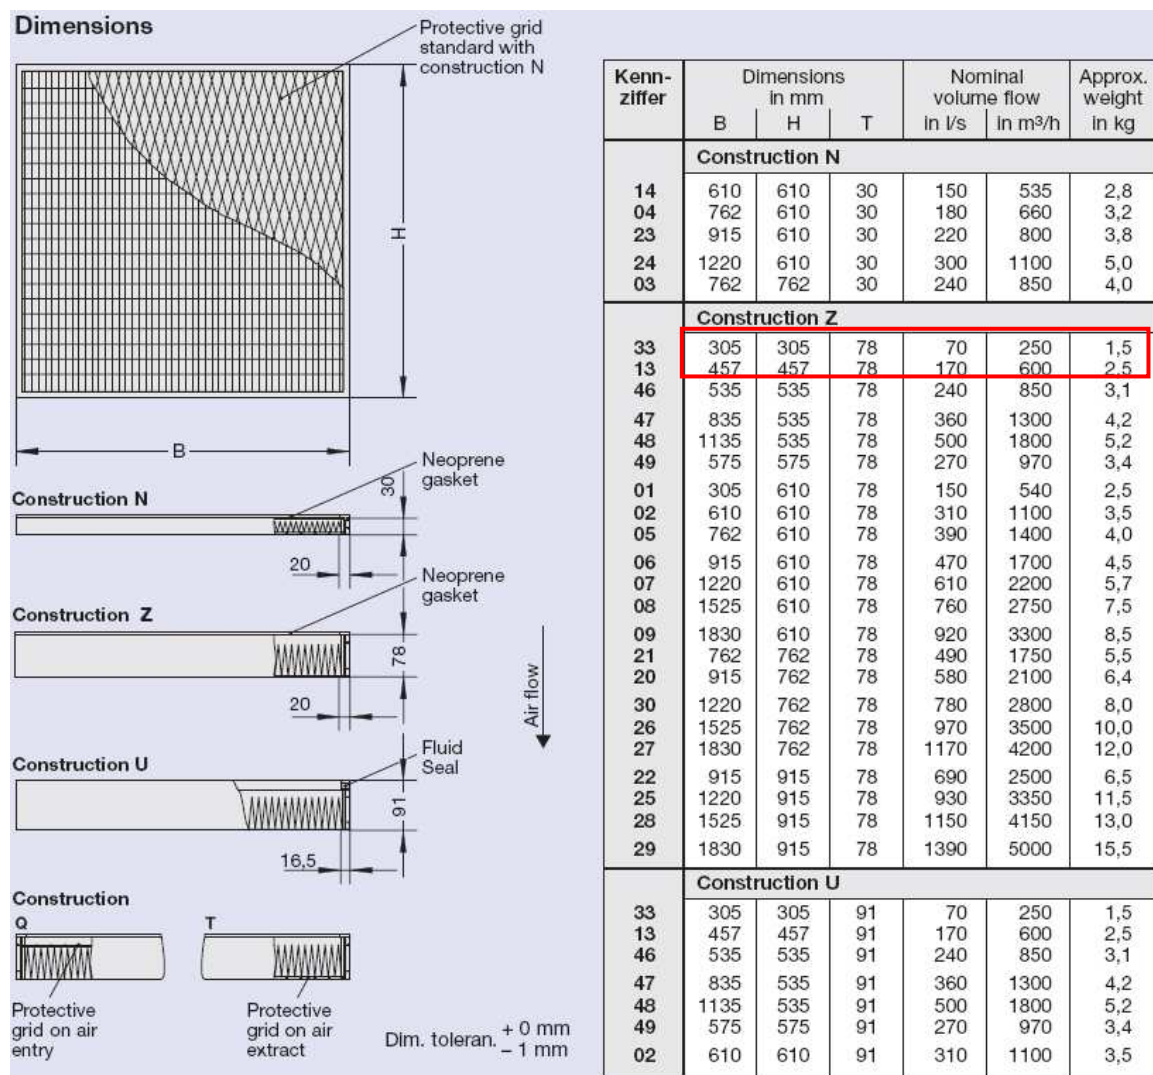 Dimensions
Protective grid
standard with
construction N
H
B
Neoprene
gasket
Construction N
30
20
Neoprene
gasket
Construction Z
78
20
Air flow
Fluid
Seal
Construction U
91
16,5
Construction
Q T
Protective
grid on air
entry
Protective
grid on air
extract
Dim. toleran. + 0 mm
– 1 mm
Kenn- Dimensions Nominal Approx.
ziffer in mm volume flow weight
B H T in l/s in m³/h in kg
Construction N
14 610 610 30 150 535 2,8
04 762 610 30 180 660 3,2
23 915 610 30 220 800 3,8
24 1220 610 30 300 1100 5,0
03 762 762 30 240 850 4,0
Construction Z
33 305 305 78 70 250 1,5
13 457 457 78 170 600 2,5
46 535 535 78 240 850 3,1
47 835 535 78 360 1300 4,2
48 1135 535 78 500 1800 5,2
49 575 575 78 270 970 3,4
01 305 610 78 150 540 2,5
02 610 610 78 310 1100 3,5
05 762 610 78 390 1400 4,0
06 915 610 78 470 1700 4,5
07 1220 610 78 610 2200 5,7
08 1525 610 78 760 2750 7,5
09 1830 610 78 920 3300 8,5
21 762 762 78 490 1750 5,5
20 915 762 78 580 2100 6,4
30 1220 762 78 780 2800 8,0
26 1525 762 78 970 3500 10,0
27 1830 762 78 1170 4200 12,0
22 915 915 78 690 2500 6,5
25 1220 915 78 930 3350 11,5
28 1525 915 78 1150 4150 13,0
29 1830 915 78 1390 5000 15,5
Construction U
33 305 305 91 70 250 1,5
13 457 457 91 170 600 2,5
46 535 535 91 240 850 3,1
47 835 535 91 360 1300 4,2
48 1135 535 91 500 1800 5,2
49 575 575 91 270 970 3,4
02 610 610 91 310 1100 3,5